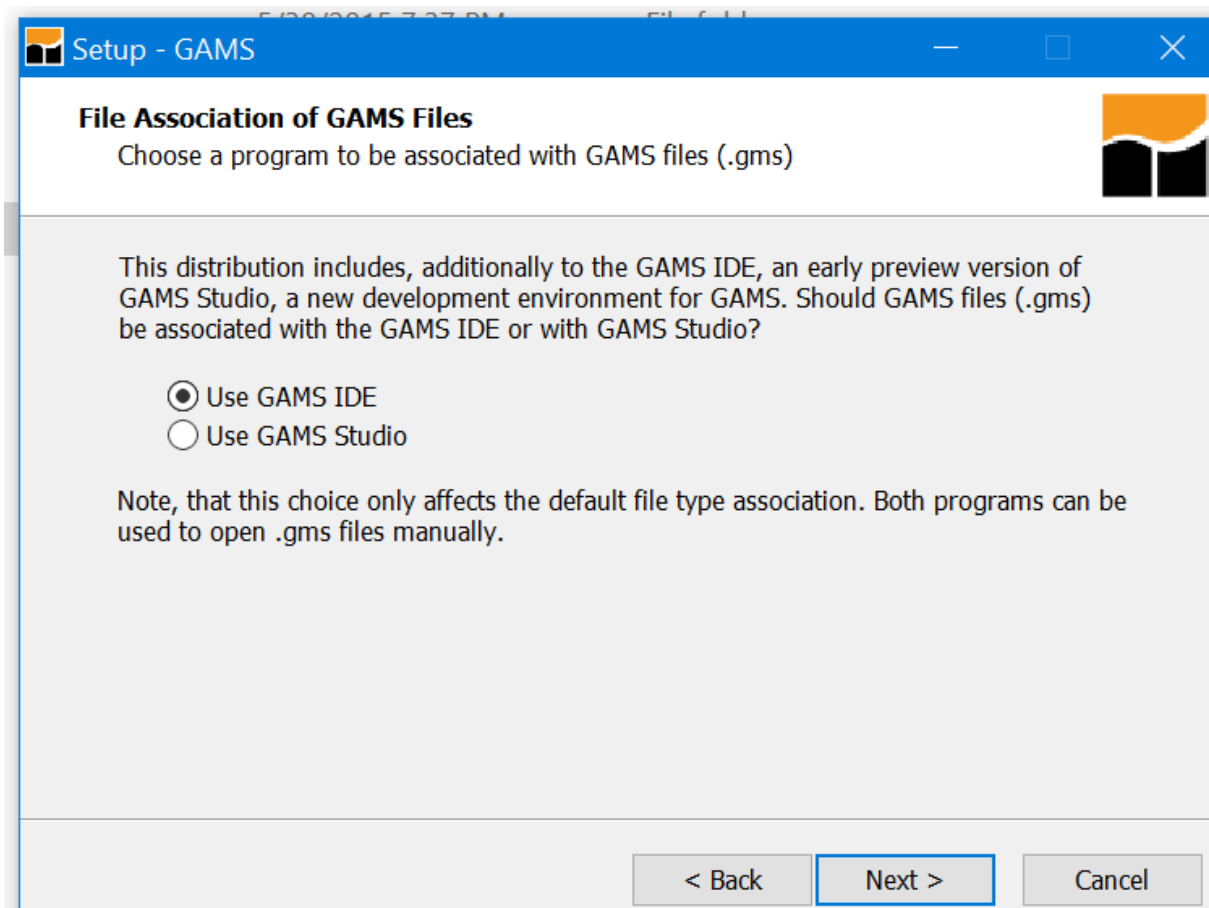 Setup - GAMS
File Association of GAMS Files
Choose a program to be associated with GAMS files (.gms)
This distribution includes, additionally to the GAMS IDE, an early preview version of
GAMS Studio, a new development environment for GAMS. Should GAMS files (.gms)
be associated with the GAMS IDE or with GAMS Studio?
Use GAMS IDE
Use GAMS Studio
Note, that this choice only affects the default file type association. Both programs can be
used to open .gms files manually.
< Back
Next >
Cancel